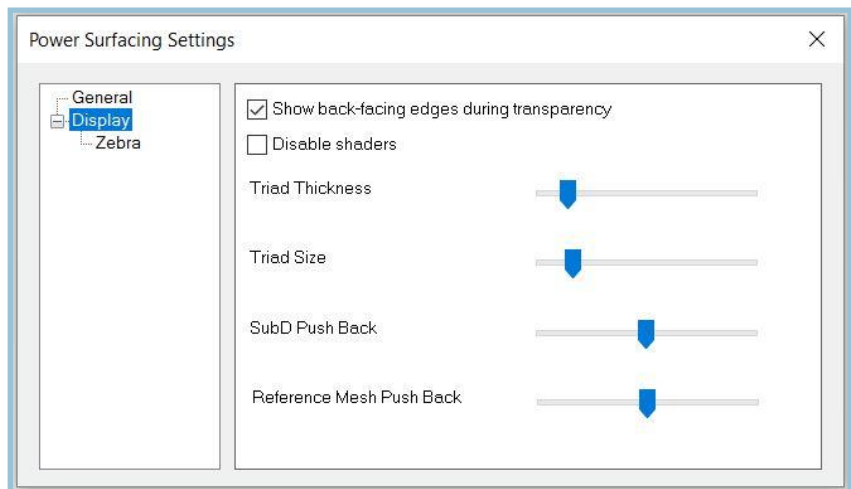 Power Surfacing Settings
General
Display
Zebra
Show back-facing edges during transparency
Disable shaders
Triad Thickness
Triad Size
SubD Push Back
Reference Mesh Push Back